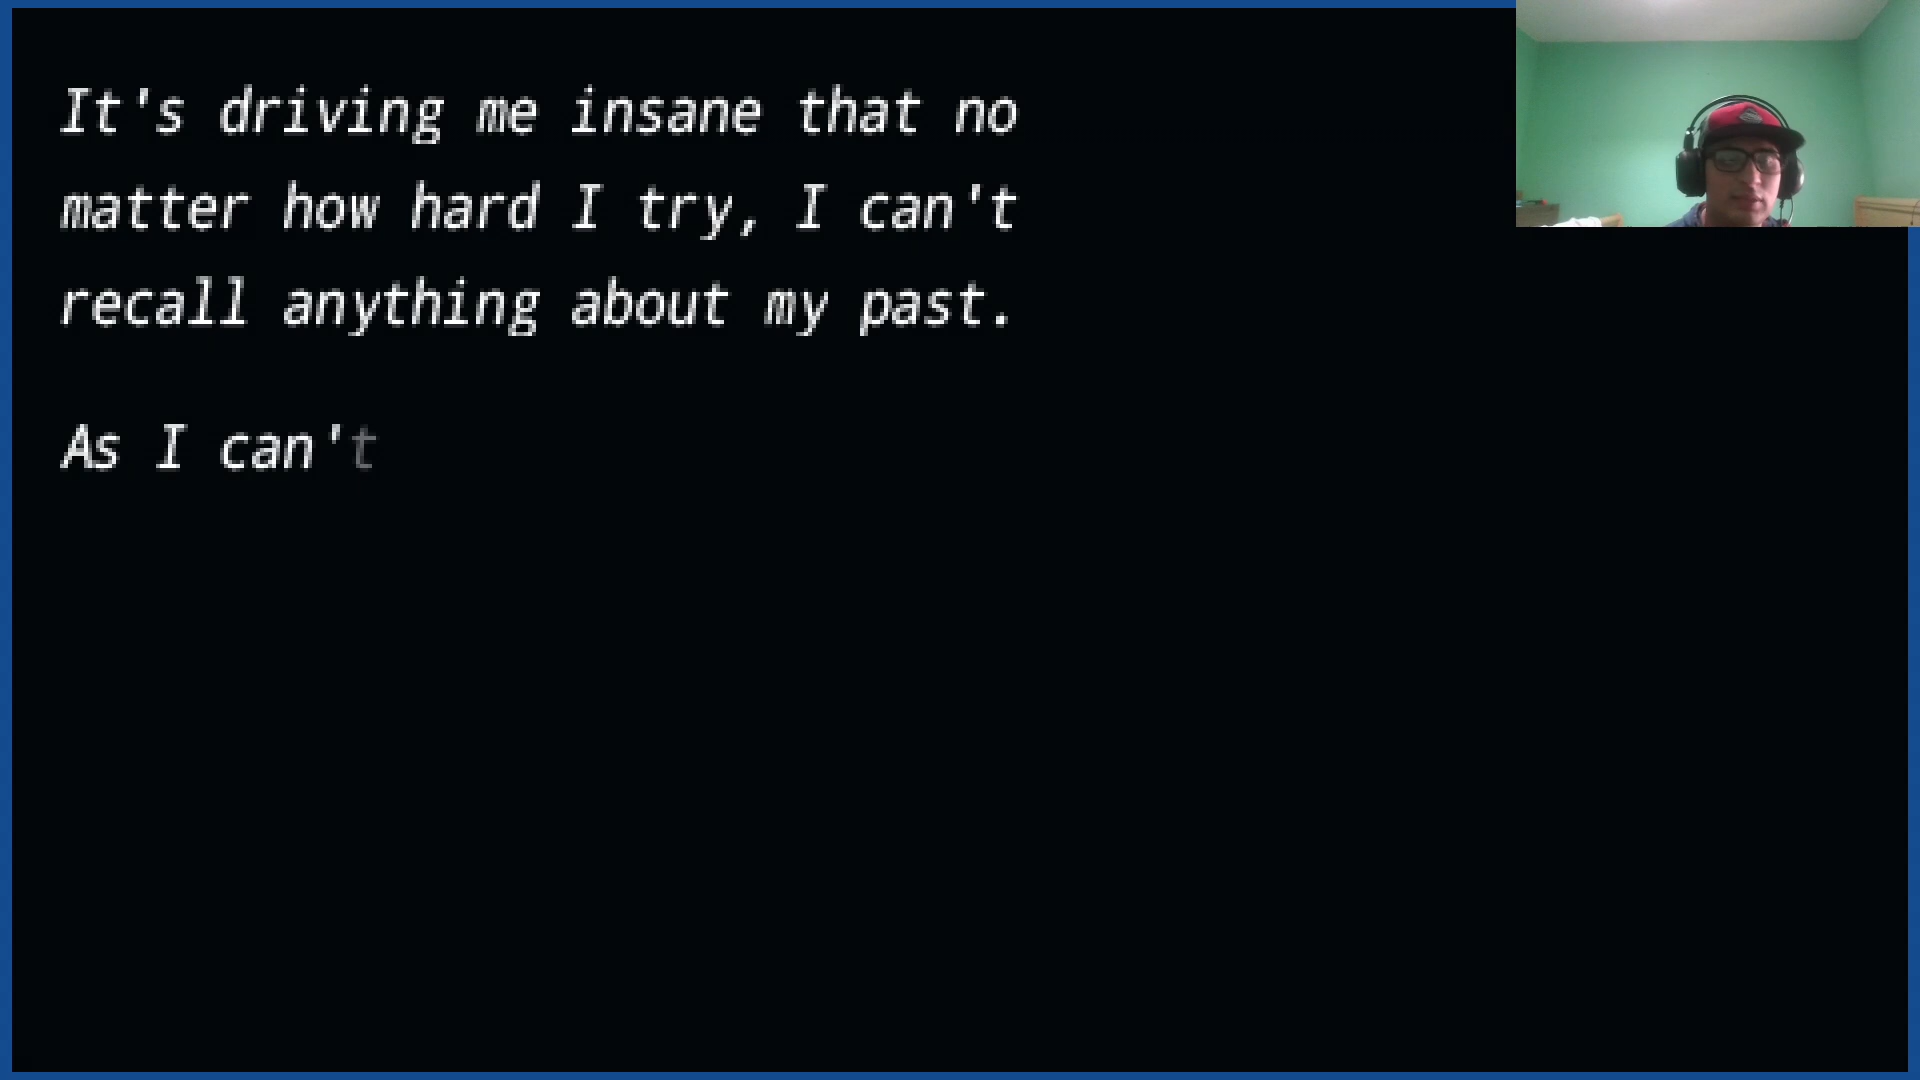 It's driving me insane that no
matter how hard I try, I can't
recall anything about my past.
As I can't